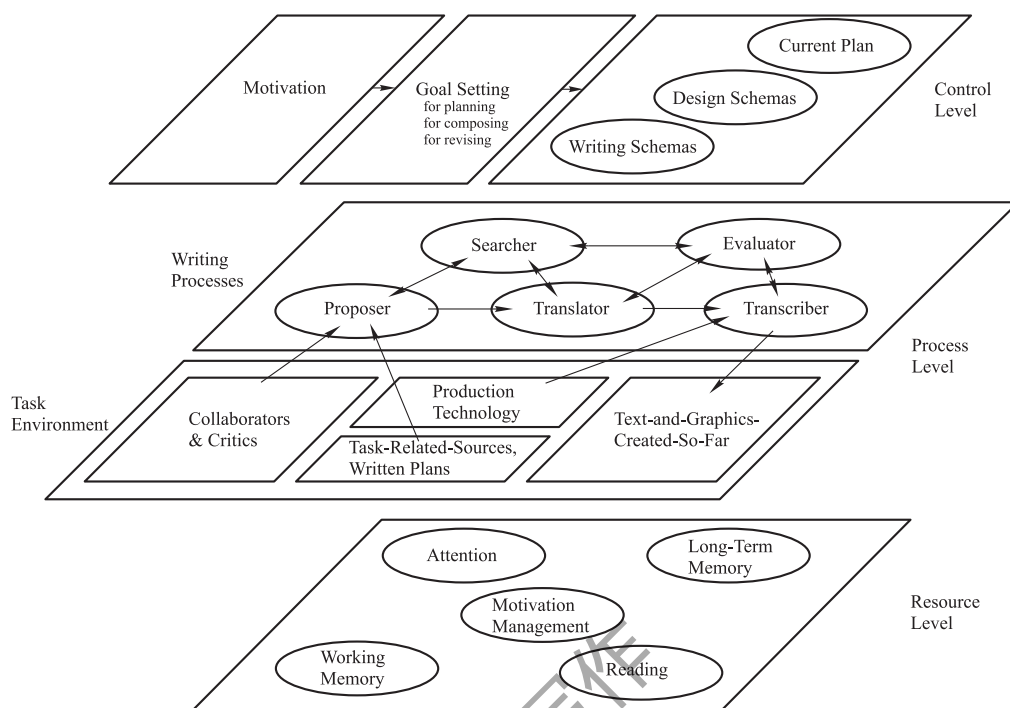 Motivation
Goal Setting
for planning
for composing
for revising
Current Plan
Design Schemas
Writing Schemas
Control
Level
Writing
Processes
Searcher
Evaluator
Proposer
Translator
Transcriber
Process
Level
Task
Environment
Collaborators
& Critics
Production
Technology
Task-Related-Sources,
Written Plans
Text-and-Graphics-
Created-So-Far
Attention
Long-Term
Memory
Motivation
Management
Working
Memory
Reading
Resource
Level
作